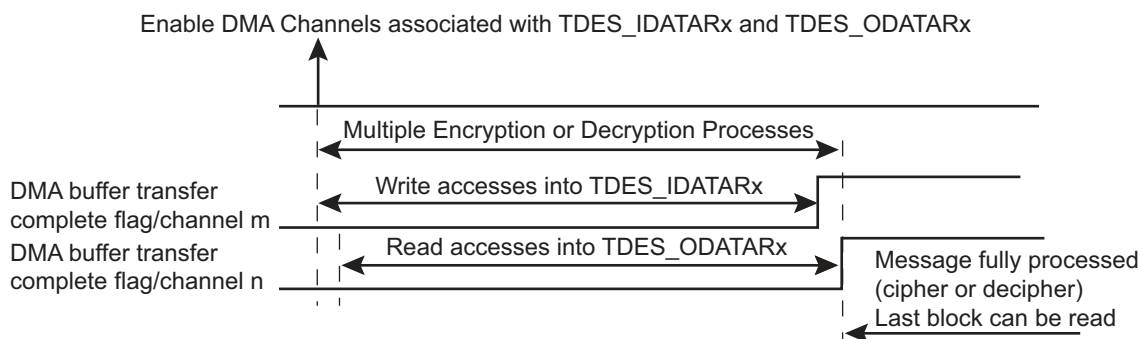 Enable DMA Channels associated with TDES_IDATARx and TDES_ODATARx
Multiple Encryption or Decryption Processes
DMA buffer transfer
complete flag/channel m
Write accesses into TDES_IDATARx
DMA buffer transfer
complete flag/channel n
Read accesses into TDES_ODATARx
Message fully processed
(cipher or decipher)
Last block can be read